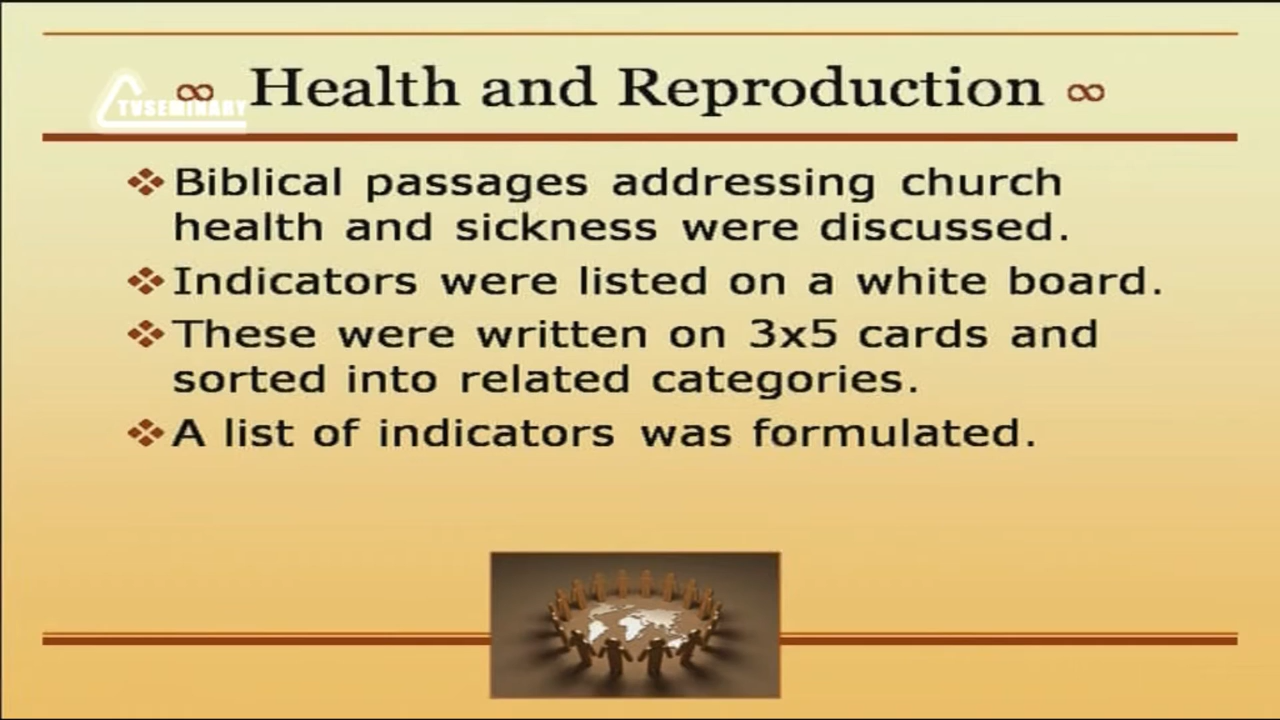 ∞ Health and Reproduction ∞
TVSEMINARY
❖ Biblical passages addressing church
health and sickness were discussed.
❖ Indicators were listed on a white board.
❖ These were written on 3x5 cards and
sorted into related categories.
❖ A list of indicators was formulated.